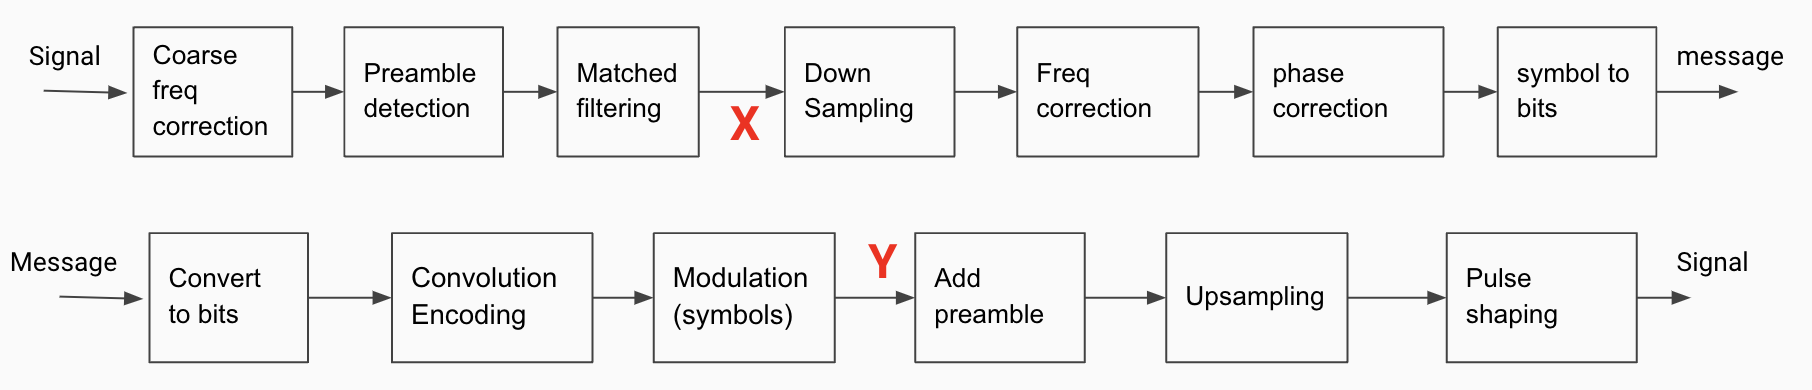 Signal
Coarse
freq
correction
Preamble
detection
Matched
filtering
X
Down
Sampling
Freq
correction
phase
correction
symbol to
bits
message
Message
Convert
to bits
Convolution
Encoding
Modulation
(symbols)
Y
Add
preamble
Upsampling
Pulse
shaping
Signal